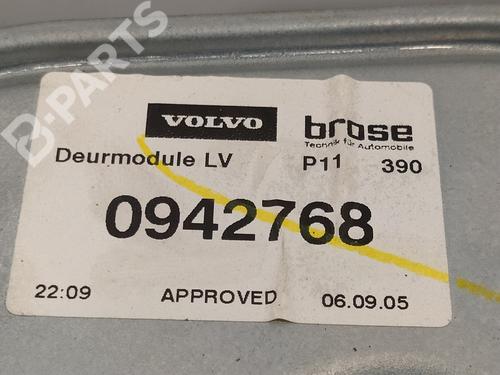 VOLVO
brose
Technik für Automobile
Deurmodule LV
P11 390
0942768
22:09 APPROVED 06.09.05
B-PARTS